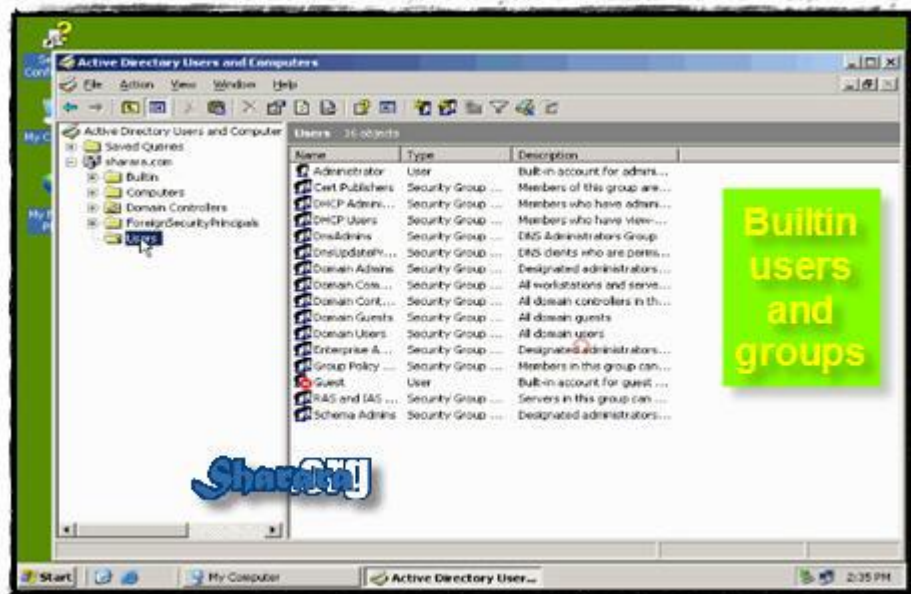 Active Directory Users and Computers
File Action View Window Help
Active Directory Users and Computer
Saved Queries
sharara.com
Builtin
Computers
Domain Controllers
ForeignSecurityPrincipals
Users
Users 16 objects
Name Type Description
Administrator User Built-in account for admini...
Cert Publishers Security Group ... Members of this group are...
DHCP Admini... Security Group ... Members who have admini...
DHCP Users Security Group ... Members who have view-...
DnsAdmins Security Group ... DNS Administrators Group
DnsUpdatePr... Security Group ... DNS clients who are permi...
Domain Admins Security Group ... Designated administrators...
Domain Com... Security Group ... All workstations and serve...
Domain Cont... Security Group ... All domain controllers in th...
Domain Guests Security Group ... All domain guests
Domain Users Security Group ... All domain users
Enterprise A... Security Group ... Designated administrators...
Group Policy ... Security Group ... Members in this group can...
Guest User Built-in account for guest ...
RAS and IAS ... Security Group ... Servers in this group can ...
Schema Admins Security Group ... Designated administrators...
Builtin
users
and
groups
Sharara
org
Start My Computer Active Directory User... 2:35 PM